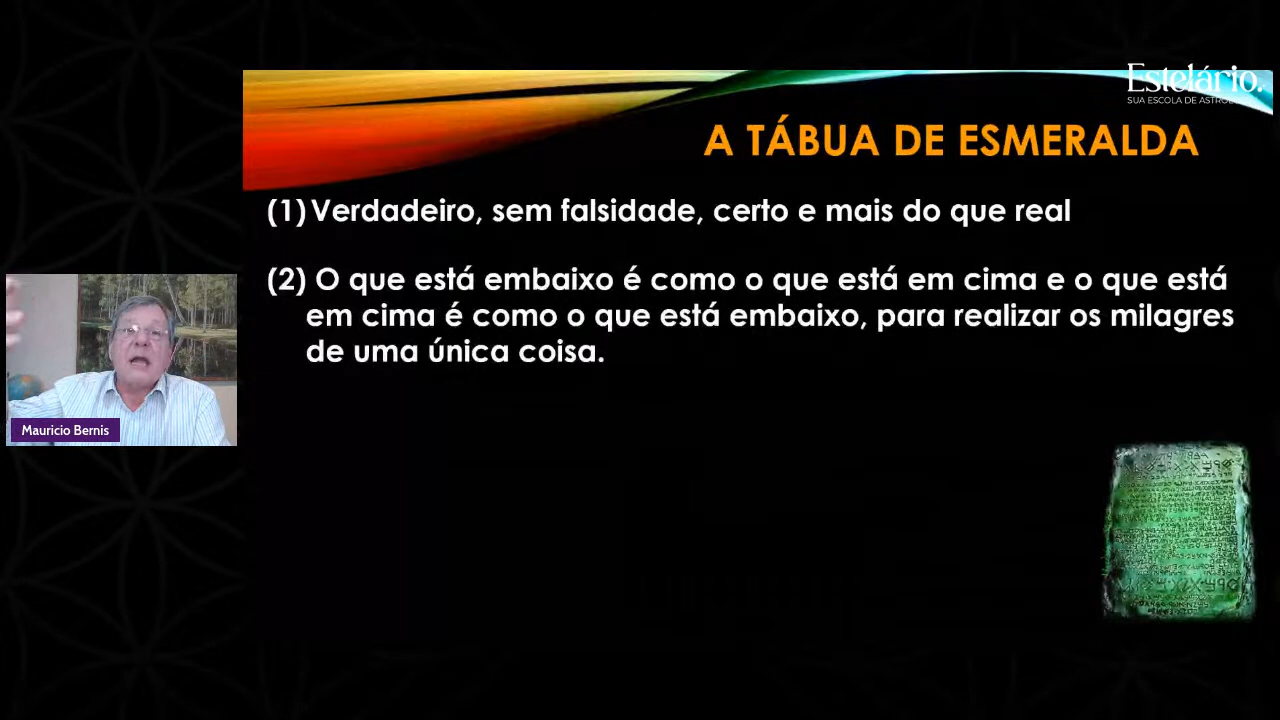 Estelário.
SUA ESCOLA DE ASTROLOGIA
A TÁBUA DE ESMERALDA
(1) Verdadeiro, sem falsidade, certo e mais do que real
(2) O que está embaixo é como o que está em cima e o que está
em cima é como o que está embaixo, para realizar os milagres
de uma única coisa.
Mauricio Bernis